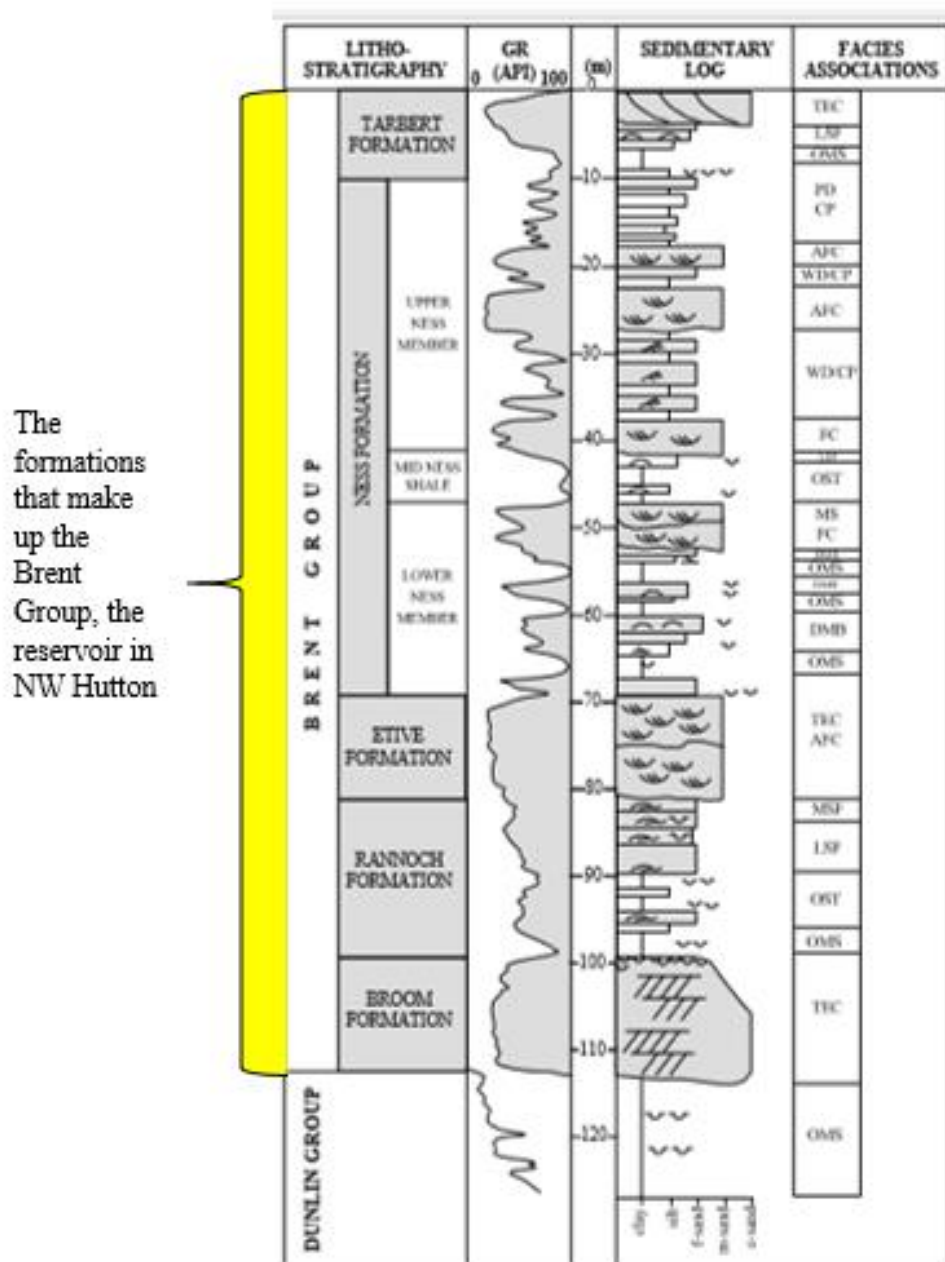 LITHO-
STRATIGRAPHY
GR
(API)
0 100
(m)
0
SEDIMENTARY
LOG
FACIES
ASSOCIATIONS
The
formations
that make
up the
Brent
Group, the
reservoir in
NW Hutton
BRENT GROUP
DUNLIN GROUP
TARBERT
FORMATION
NESS FORMATION
UPPER
NESS
MEMBER
MID NESS
SHALE
LOWER
NESS
MEMBER
ETIVE
FORMATION
RANNOCH
FORMATION
BROOM
FORMATION
10
20
30
40
50
60
70
80
90
100
110
120
clay
silt
f-sand
m-sand
c-sand
TEC
LSF
OMS
PD
CP
AFC
WD/CP
AFC
WD/CP
FC
OST
MS
FC
OMS
OMS
DMB
OMS
TEC
AFC
MSF
LSF
OST
OMS
TEC
OMS